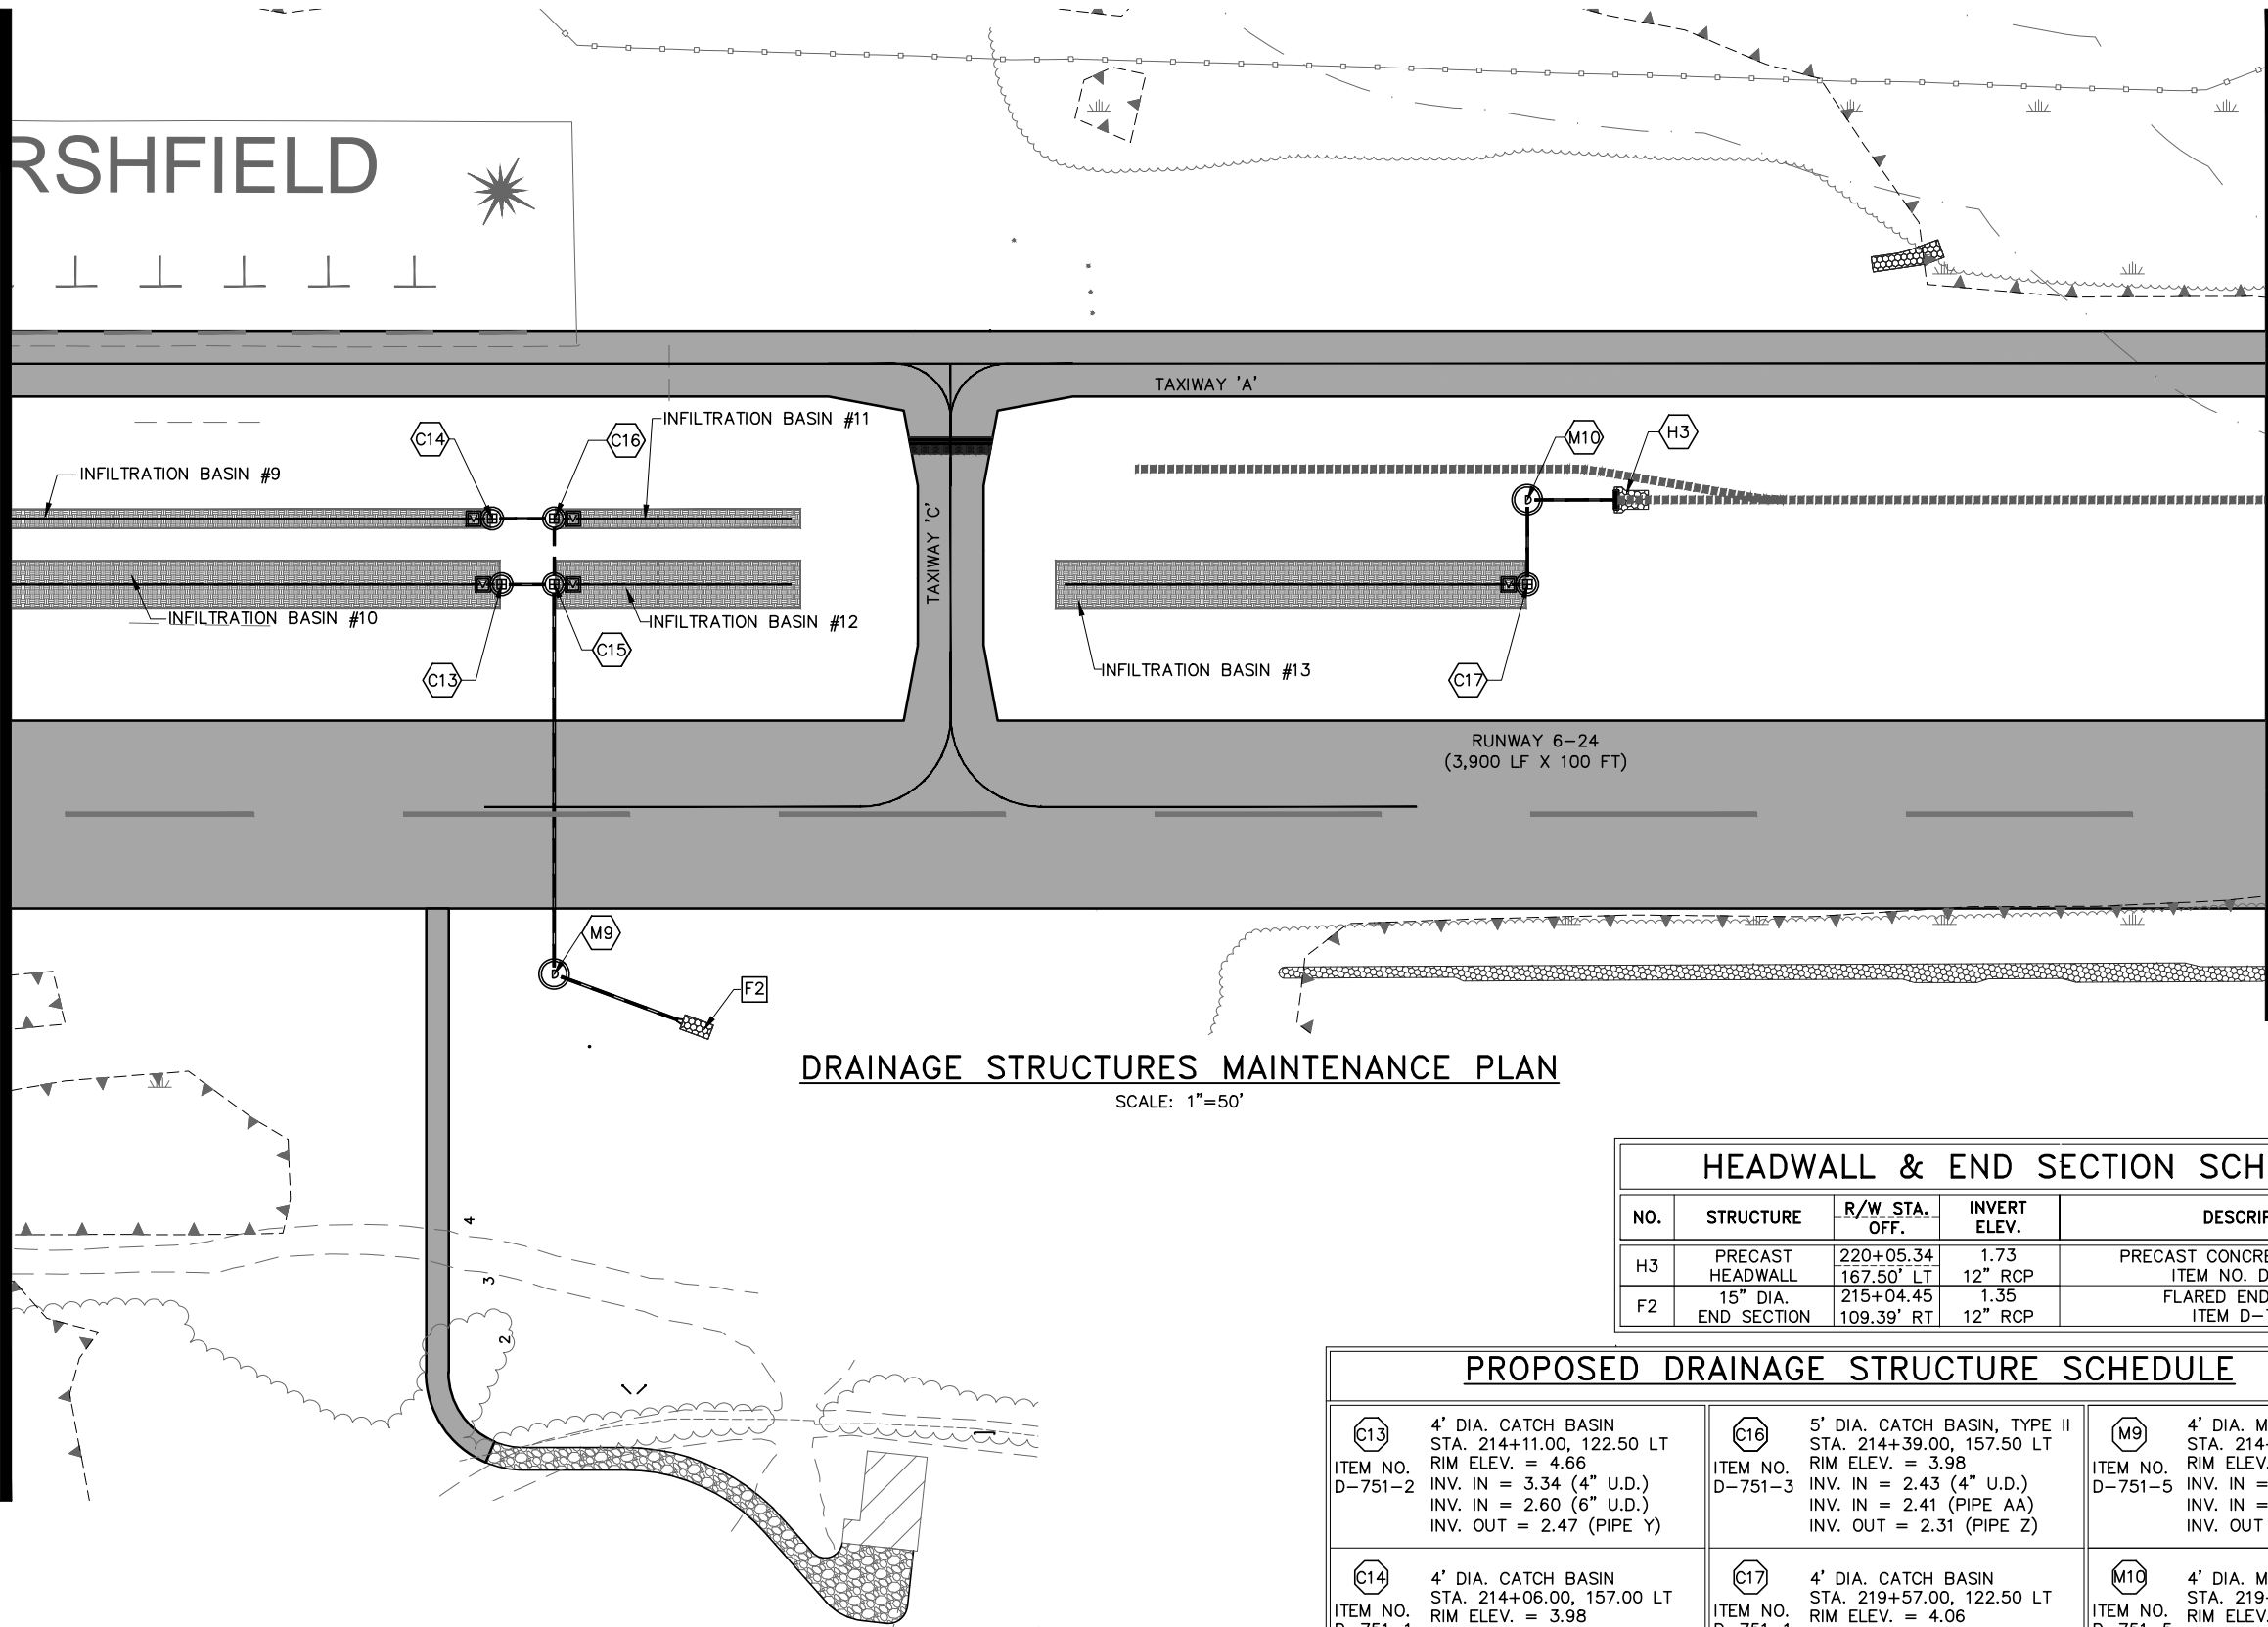 RSHFIELD
TAXIWAY 'A'
INFILTRATION BASIN #11
C14
C16
M10
H3
INFILTRATION BASIN #9
TAXIWAY 'C'
INFILTRATION BASIN #10
INFILTRATION BASIN #12
C15
C13
INFILTRATION BASIN #13
C17
RUNWAY 6-24
(3,900 LF X 100 FT)
M9
F2
DRAINAGE STRUCTURES MAINTENANCE PLAN
SCALE: 1"=50'
4
3
2
1
HEADWALL & END SECTION SCH
NO. STRUCTURE R/W STA. OFF. INVERT ELEV. DESCRIP
H3 PRECAST HEADWALL 220+05.34 167.50' LT 1.73 12" RCP PRECAST CONCRE ITEM NO. D
F2 15" DIA. END SECTION 215+04.45 109.39' RT 1.35 12" RCP FLARED END ITEM D-
PROPOSED DRAINAGE STRUCTURE SCHEDULE
C13
ITEM NO.
D-751-2
4' DIA. CATCH BASIN
STA. 214+11.00, 122.50 LT
RIM ELEV. = 4.66
INV. IN = 3.34 (4" U.D.)
INV. IN = 2.60 (6" U.D.)
INV. OUT = 2.47 (PIPE Y)
C16
ITEM NO.
D-751-3
5' DIA. CATCH BASIN, TYPE II
STA. 214+39.00, 157.50 LT
RIM ELEV. = 3.98
INV. IN = 2.43 (4" U.D.)
INV. IN = 2.41 (PIPE AA)
INV. OUT = 2.31 (PIPE Z)
M9
ITEM NO.
D-751-5
4' DIA. M
STA. 214+
RIM ELEV.
INV. IN =
INV. IN =
INV. OUT
C14
ITEM NO.
D-751-1
4' DIA. CATCH BASIN
STA. 214+06.00, 157.00 LT
RIM ELEV. = 3.98
C17
ITEM NO.
D-751-1
4' DIA. CATCH BASIN
STA. 219+57.00, 122.50 LT
RIM ELEV. = 4.06
M10
ITEM NO.
D-751-5
4' DIA. M
STA. 219+
RIM ELEV.